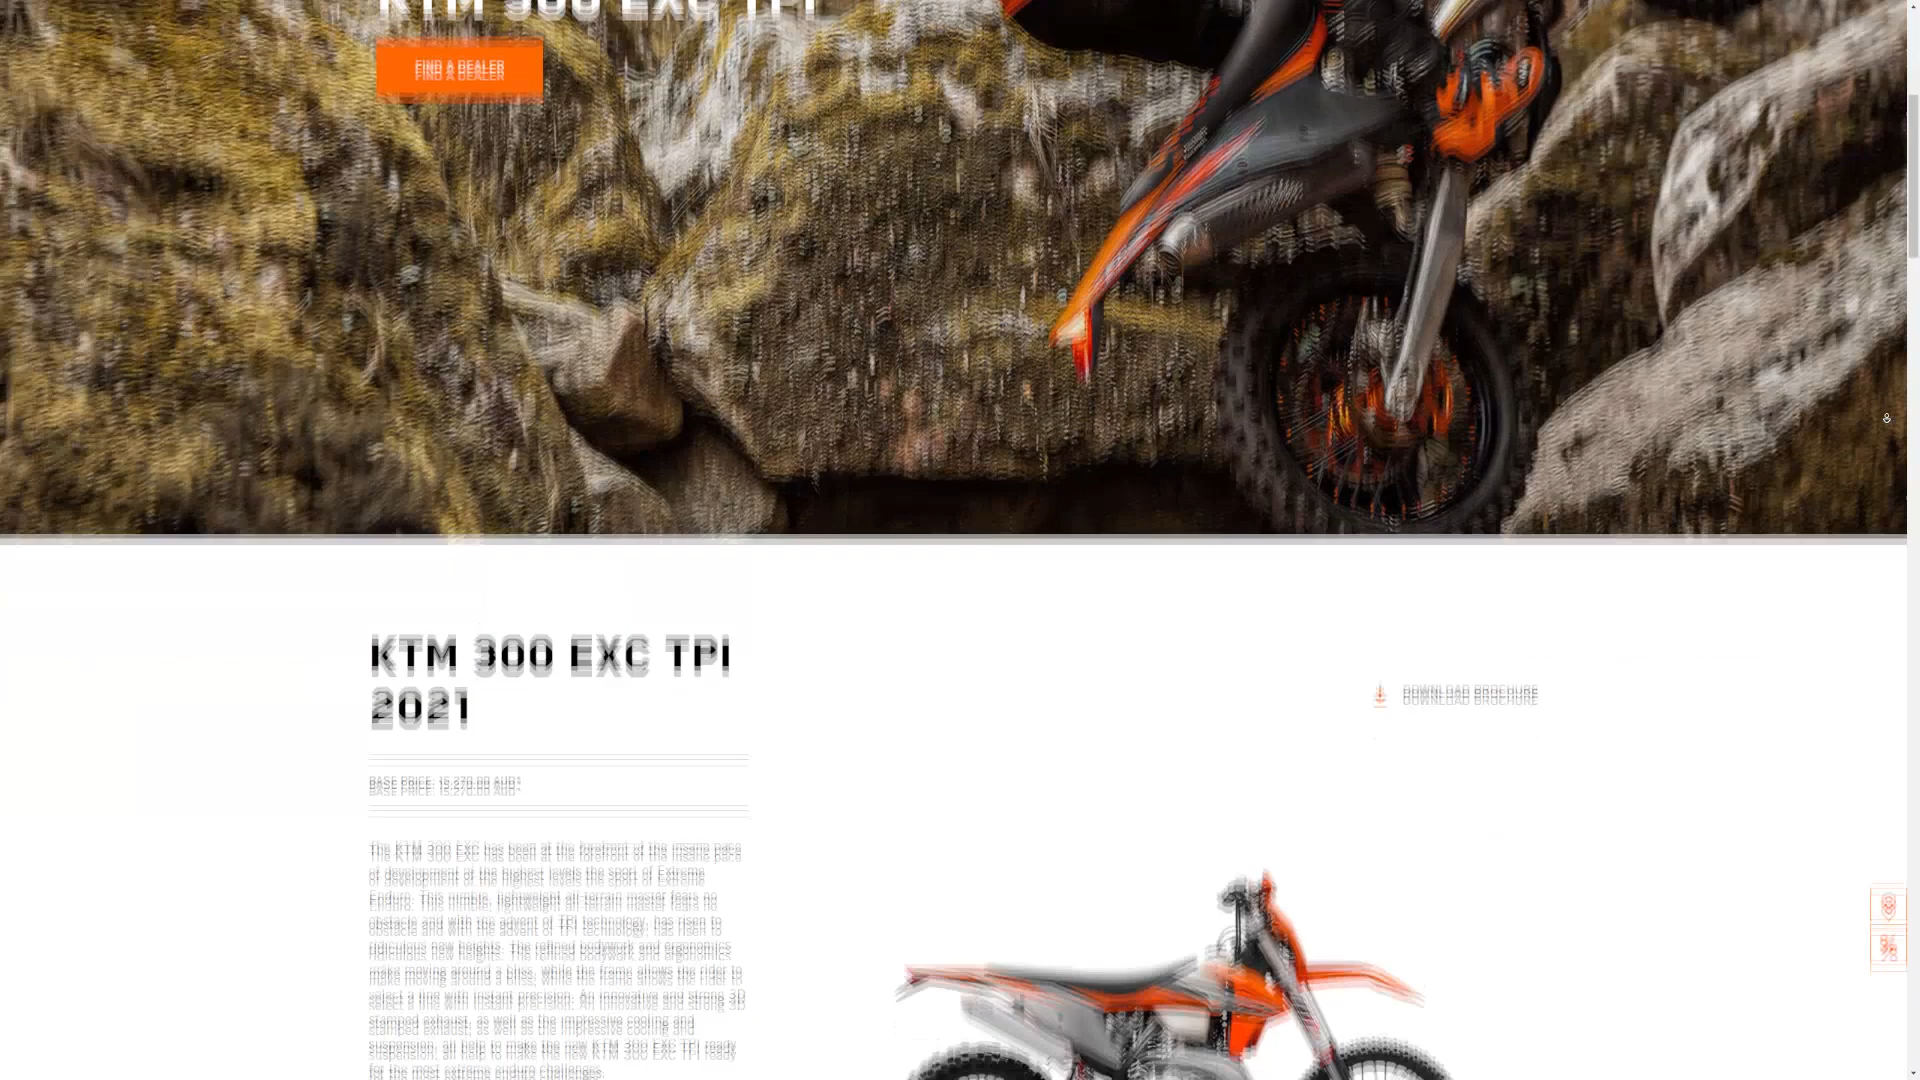 KTM 300 EXC TPI
FIND A DEALER
KTM 300 EXC TPI
2021
DOWNLOAD BROCHURE
BASE PRICE: 15,270.00 AUD*
The KTM 300 EXC has been at the forefront of the insane pace
of development of the highest levels the sport of Extreme
Enduro. This nimble, lightweight all-terrain master fears no
obstacle and with the advent of TPI technology, has risen to
ridiculous new heights. The refined bodywork and ergonomics
make moving around a bliss, while the frame allows the rider to
select a line with instant precision. An innovative and strong 3D
stamped exhaust, as well as the impressive cooling and
suspension, all help to make the new KTM 300 EXC TPI ready
for the most extreme enduro challenges.
%